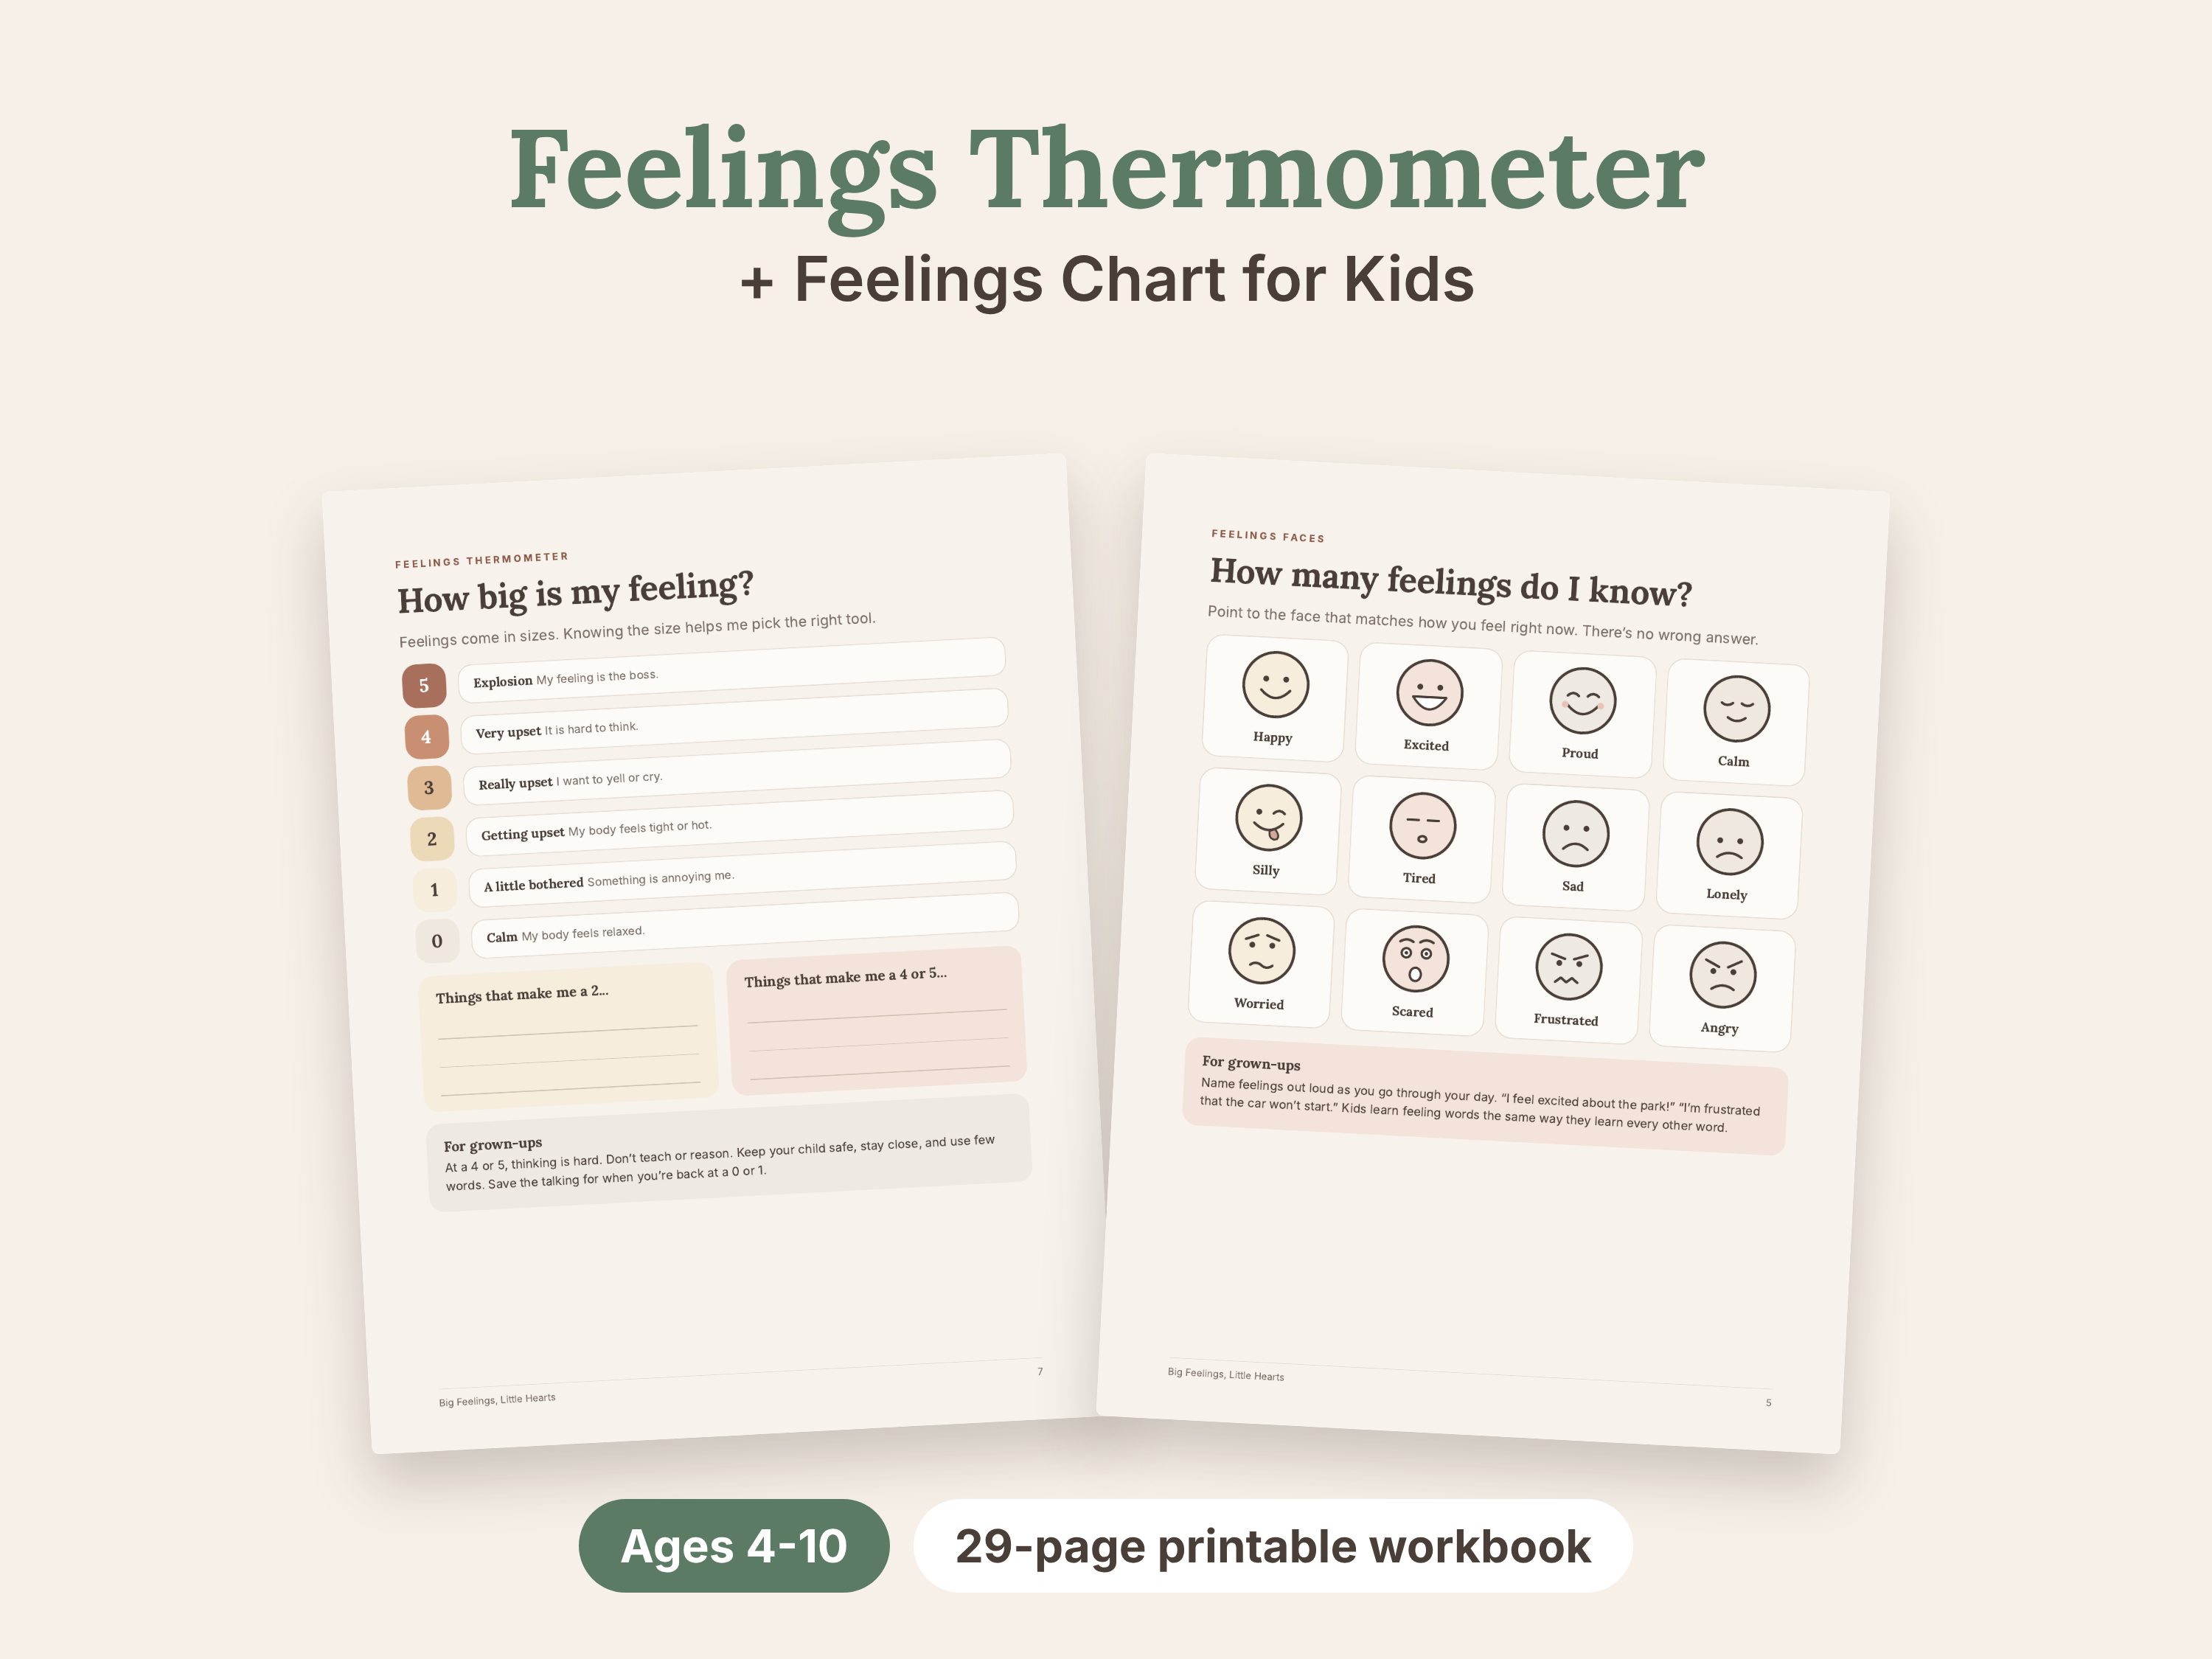 Feelings Thermometer
+ Feelings Chart for Kids
FEELINGS THERMOMETER
How big is my feeling?
Feelings come in sizes. Knowing the size helps me pick the right tool.
5
Explosion My feeling is the boss.
4
Very upset It is hard to think.
3
Really upset I want to yell or cry.
2
Getting upset My body feels tight or hot.
1
A little bothered Something is annoying me.
0
Calm My body feels relaxed.
Things that make me a 2...
Things that make me a 4 or 5...
For grown-ups
At a 4 or 5, thinking is hard. Don’t teach or reason. Keep your child safe, stay close, and use few
words. Save the talking for when you’re back at a 0 or 1.
Big Feelings, Little Hearts
7
FEELINGS FACES
How many feelings do I know?
Point to the face that matches how you feel right now. There’s no wrong answer.
Happy
Excited
Proud
Calm
Silly
Tired
Sad
Lonely
Worried
Scared
Frustrated
Angry
For grown-ups
Name feelings out loud as you go through your day. “I feel excited about the park!” “I’m frustrated
that the car won’t start.” Kids learn feeling words the same way they learn every other word.
Big Feelings, Little Hearts
5
Ages 4-10
29-page printable workbook